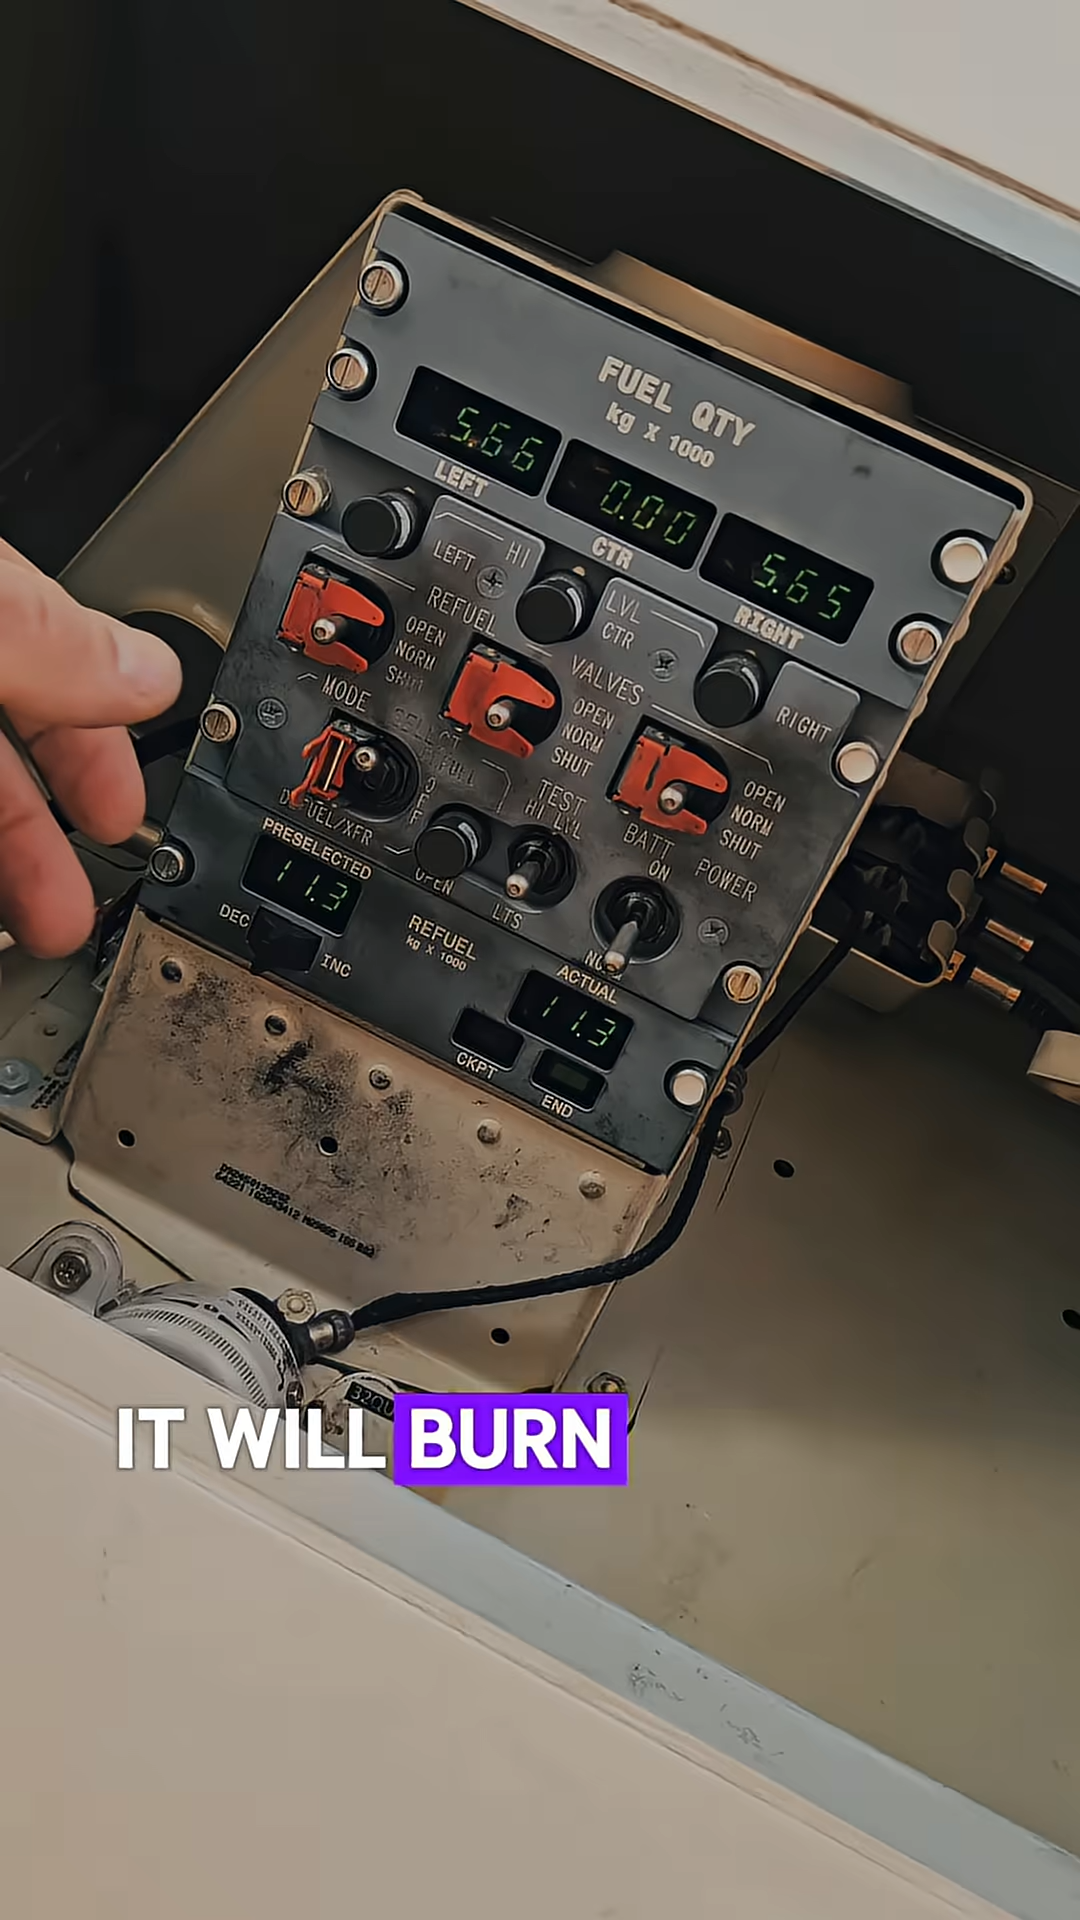 FUEL QTY
kg X 1000
5.66
LEFT
0.00
CTR
5.65
RIGHT
HI
LEFT
LVL
CTR
RIGHT
REFUEL
VALVES
OPEN
NORM
SHUT
OPEN
NORM
SHUT
OPEN
NORM
SHUT
MODE
SELECT
TEST
HI LVL
LTS
OPEN
BATT POWER
ON
PRESELECTED
11.3
DEC
INC
REFUEL
kg X 1000
ACTUAL
11.3
CKPT
END
IT WILL BURN